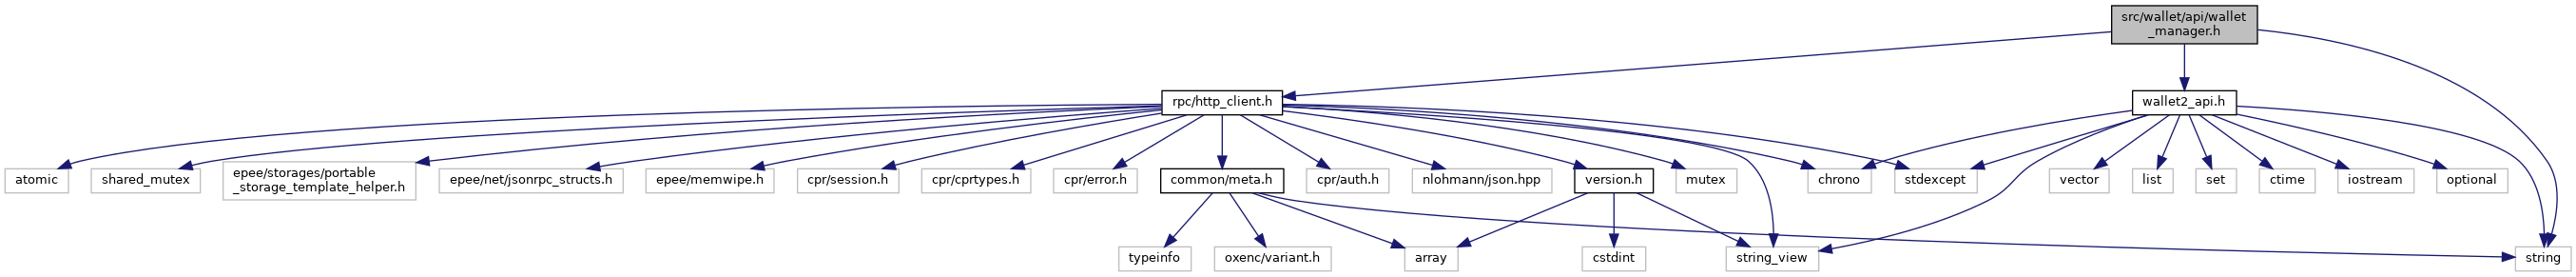 src/wallet/api/wallet
_manager.h
rpc/http_client.h
wallet2_api.h
atomic
shared_mutex
epee/storages/portable
_storage_template_helper.h
epee/net/jsonrpc_structs.h
epee/memwipe.h
cpr/session.h
cpr/cprtypes.h
cpr/error.h
common/meta.h
cpr/auth.h
nlohmann/json.hpp
version.h
mutex
chrono
stdexcept
vector
list
set
ctime
iostream
optional
typeinfo
oxenc/variant.h
array
cstdint
string_view
string